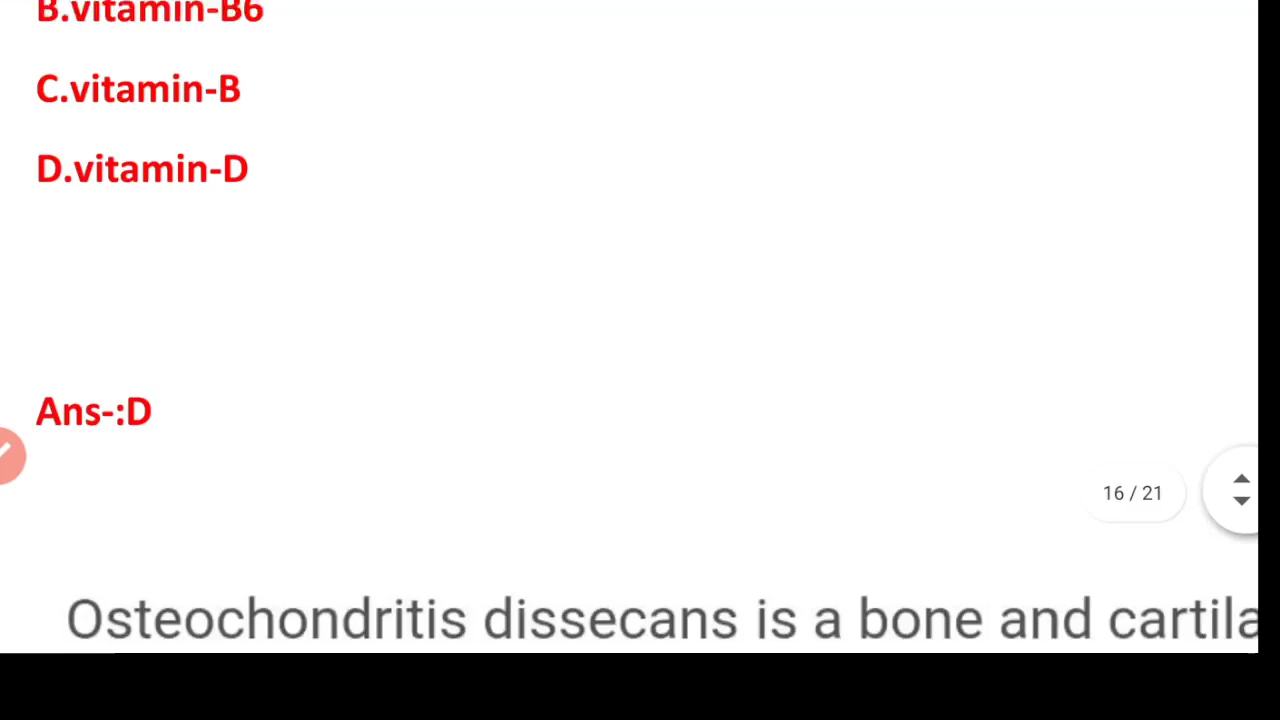 B.vitamin-B6
C.vitamin-B
D.vitamin-D
Ans-:D
16 / 21
Osteochondritis dissecans is a bone and cartila